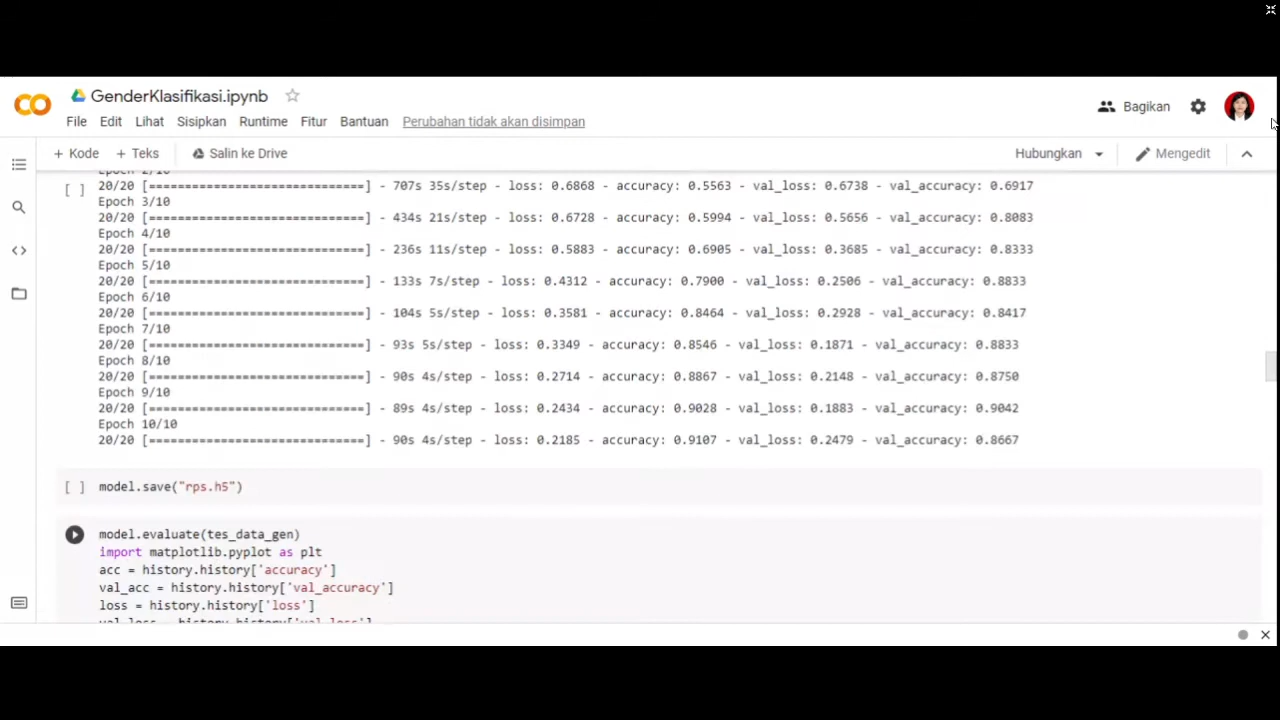 GenderKlasifikasi.ipynb
File Edit Lihat Sisipkan Runtime Fitur Bantuan Perubahan tidak akan disimpan
Bagikan
+ Kode + Teks Salin ke Drive Hubungkan Mengedit
Epoch 2/10
[ ] 20/20 [==============================] - 707s 35s/step - loss: 0.6868 - accuracy: 0.5563 - val_loss: 0.6738 - val_accuracy: 0.6917
Epoch 3/10
20/20 [==============================] - 434s 21s/step - loss: 0.6728 - accuracy: 0.5994 - val_loss: 0.5656 - val_accuracy: 0.8083
Epoch 4/10
20/20 [==============================] - 236s 11s/step - loss: 0.5883 - accuracy: 0.6905 - val_loss: 0.3685 - val_accuracy: 0.8333
Epoch 5/10
20/20 [==============================] - 133s 7s/step - loss: 0.4312 - accuracy: 0.7900 - val_loss: 0.2506 - val_accuracy: 0.8833
Epoch 6/10
20/20 [==============================] - 104s 5s/step - loss: 0.3581 - accuracy: 0.8464 - val_loss: 0.2928 - val_accuracy: 0.8417
Epoch 7/10
20/20 [==============================] - 93s 5s/step - loss: 0.3349 - accuracy: 0.8546 - val_loss: 0.1871 - val_accuracy: 0.8833
Epoch 8/10
20/20 [==============================] - 90s 4s/step - loss: 0.2714 - accuracy: 0.8867 - val_loss: 0.2148 - val_accuracy: 0.8750
Epoch 9/10
20/20 [==============================] - 89s 4s/step - loss: 0.2434 - accuracy: 0.9028 - val_loss: 0.1883 - val_accuracy: 0.9042
Epoch 10/10
20/20 [==============================] - 90s 4s/step - loss: 0.2185 - accuracy: 0.9107 - val_loss: 0.2479 - val_accuracy: 0.8667
[ ] model.save("rps.h5")
model.evaluate(tes_data_gen)
import matplotlib.pyplot as plt
acc = history.history['accuracy']
val_acc = history.history['val_accuracy']
loss = history.history['loss']
val_loss = history.history['val_loss']